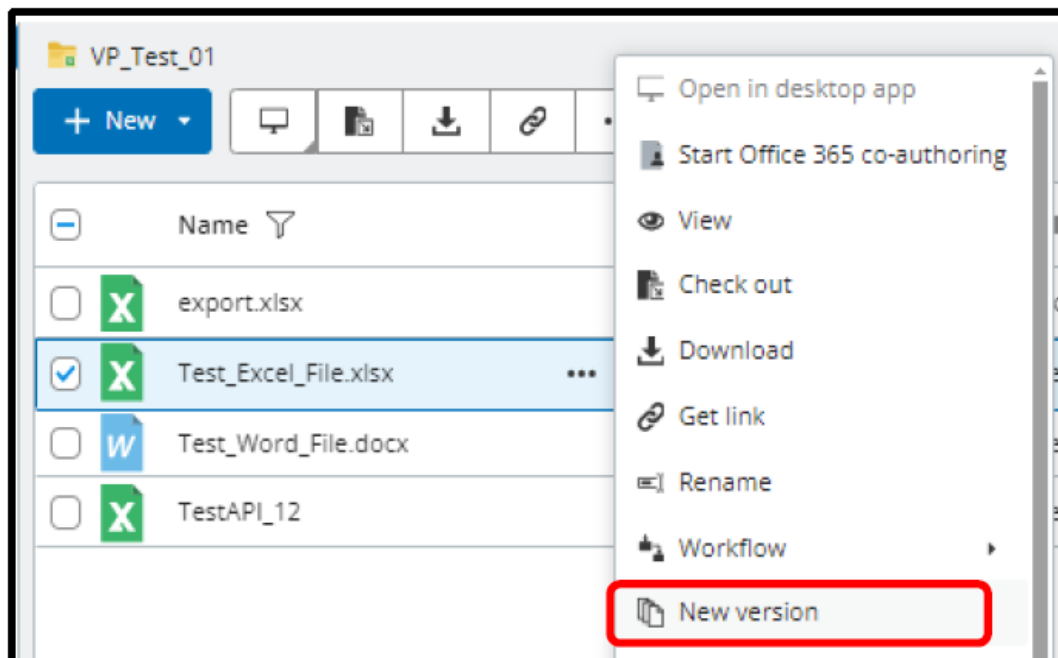 VP_Test_01
+ New
Name
export.xlsx
Test_Excel_File.xlsx
Test_Word_File.docx
TestAPI_12
Open in desktop app
Start Office 365 co-authoring
View
Check out
Download
Get link
Rename
Workflow
New version